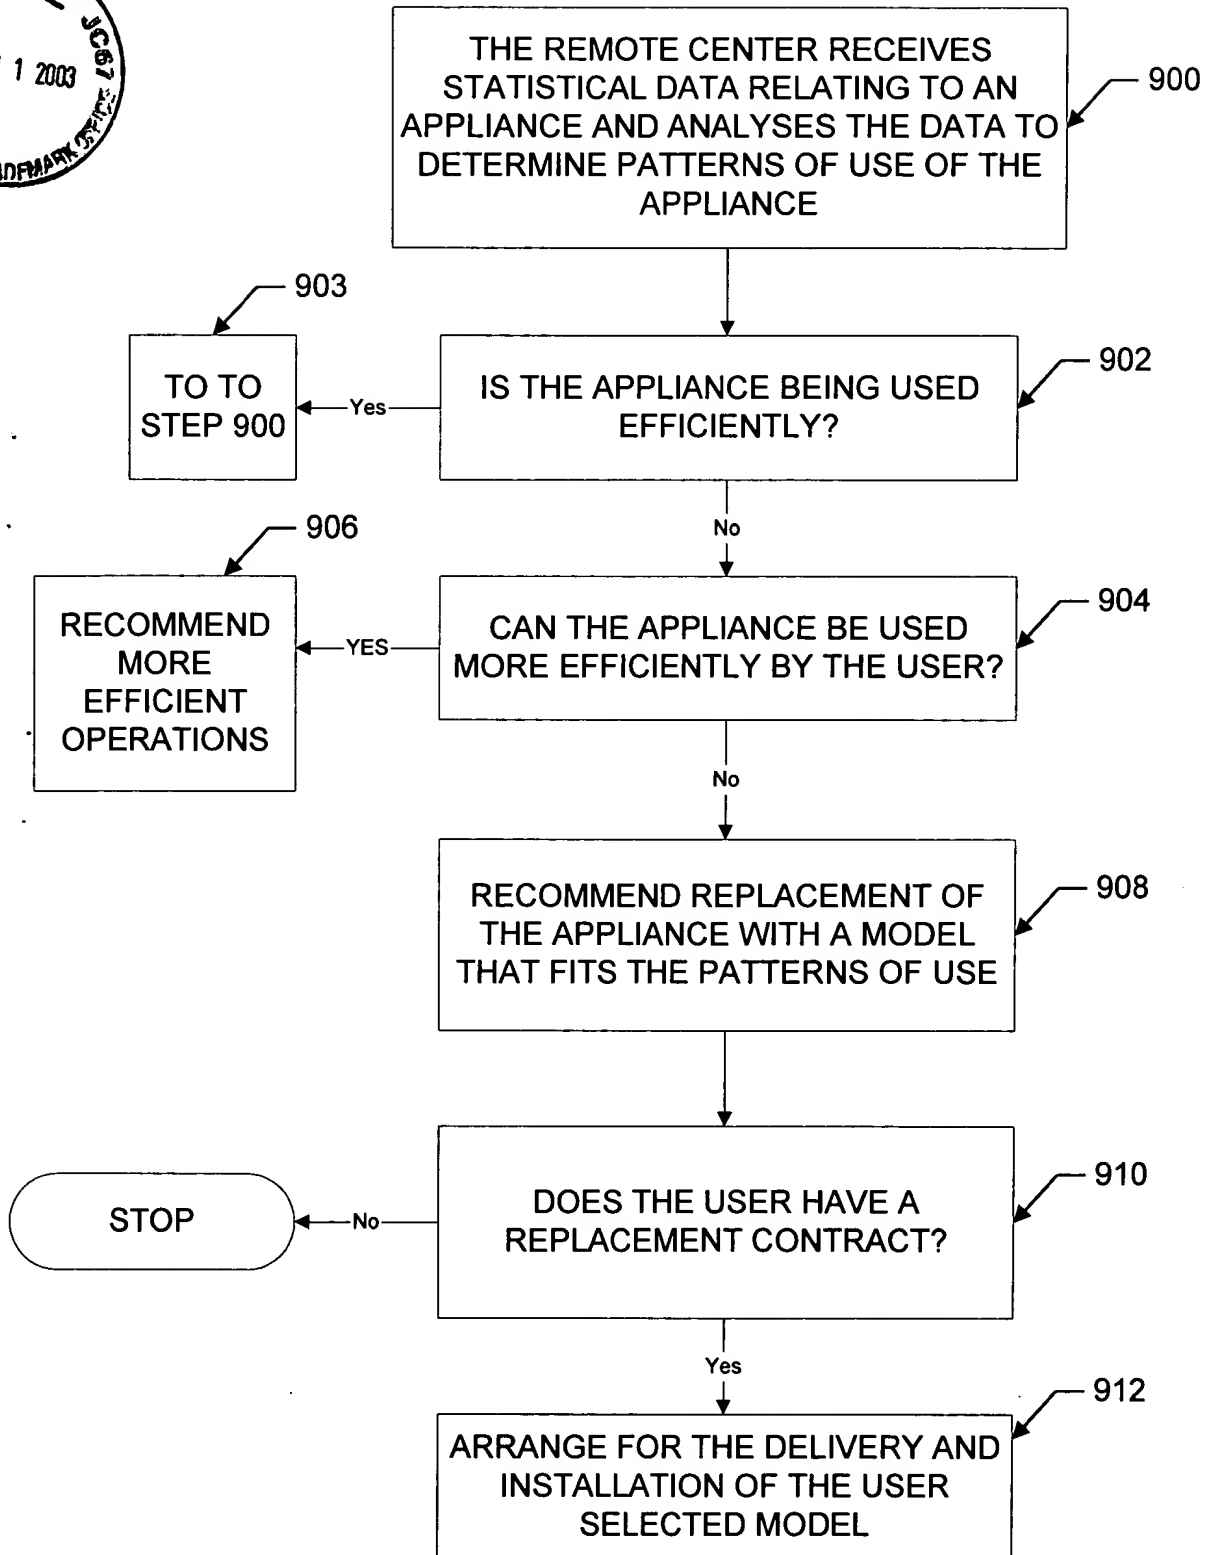 JC67
1 2003
THE REMOTE CENTER RECEIVES
STATISTICAL DATA RELATING TO AN
APPLIANCE AND ANALYSES THE DATA TO
DETERMINE PATTERNS OF USE OF THE
APPLIANCE
900
903
TO TO
STEP 900
Yes
IS THE APPLIANCE BEING USED
EFFICIENTLY?
902
No
906
RECOMMEND
MORE
EFFICIENT
OPERATIONS
YES
CAN THE APPLIANCE BE USED
MORE EFFICIENTLY BY THE USER?
904
No
RECOMMEND REPLACEMENT OF
THE APPLIANCE WITH A MODEL
THAT FITS THE PATTERNS OF USE
908
STOP
No
DOES THE USER HAVE A
REPLACEMENT CONTRACT?
910
Yes
912
ARRANGE FOR THE DELIVERY AND
INSTALLATION OF THE USER
SELECTED MODEL